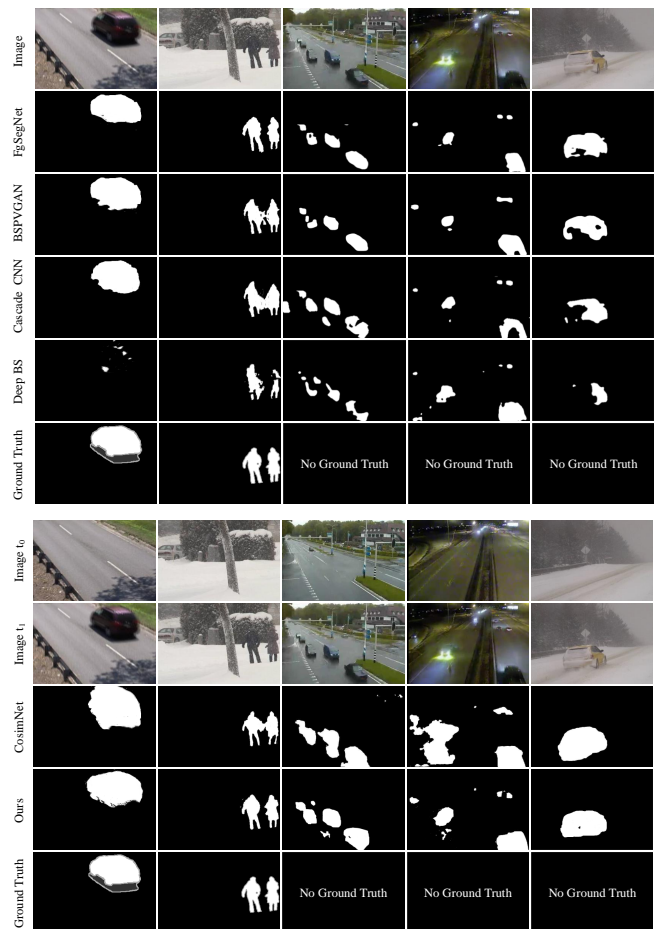 Image
FgSegNet
BSPVGAN
Cascade CNN
Deep BS
Ground Truth
No Ground Truth
No Ground Truth
No Ground Truth
Image t₀
Image t₁
CosimNet
Ours
Ground Truth
No Ground Truth
No Ground Truth
No Ground Truth